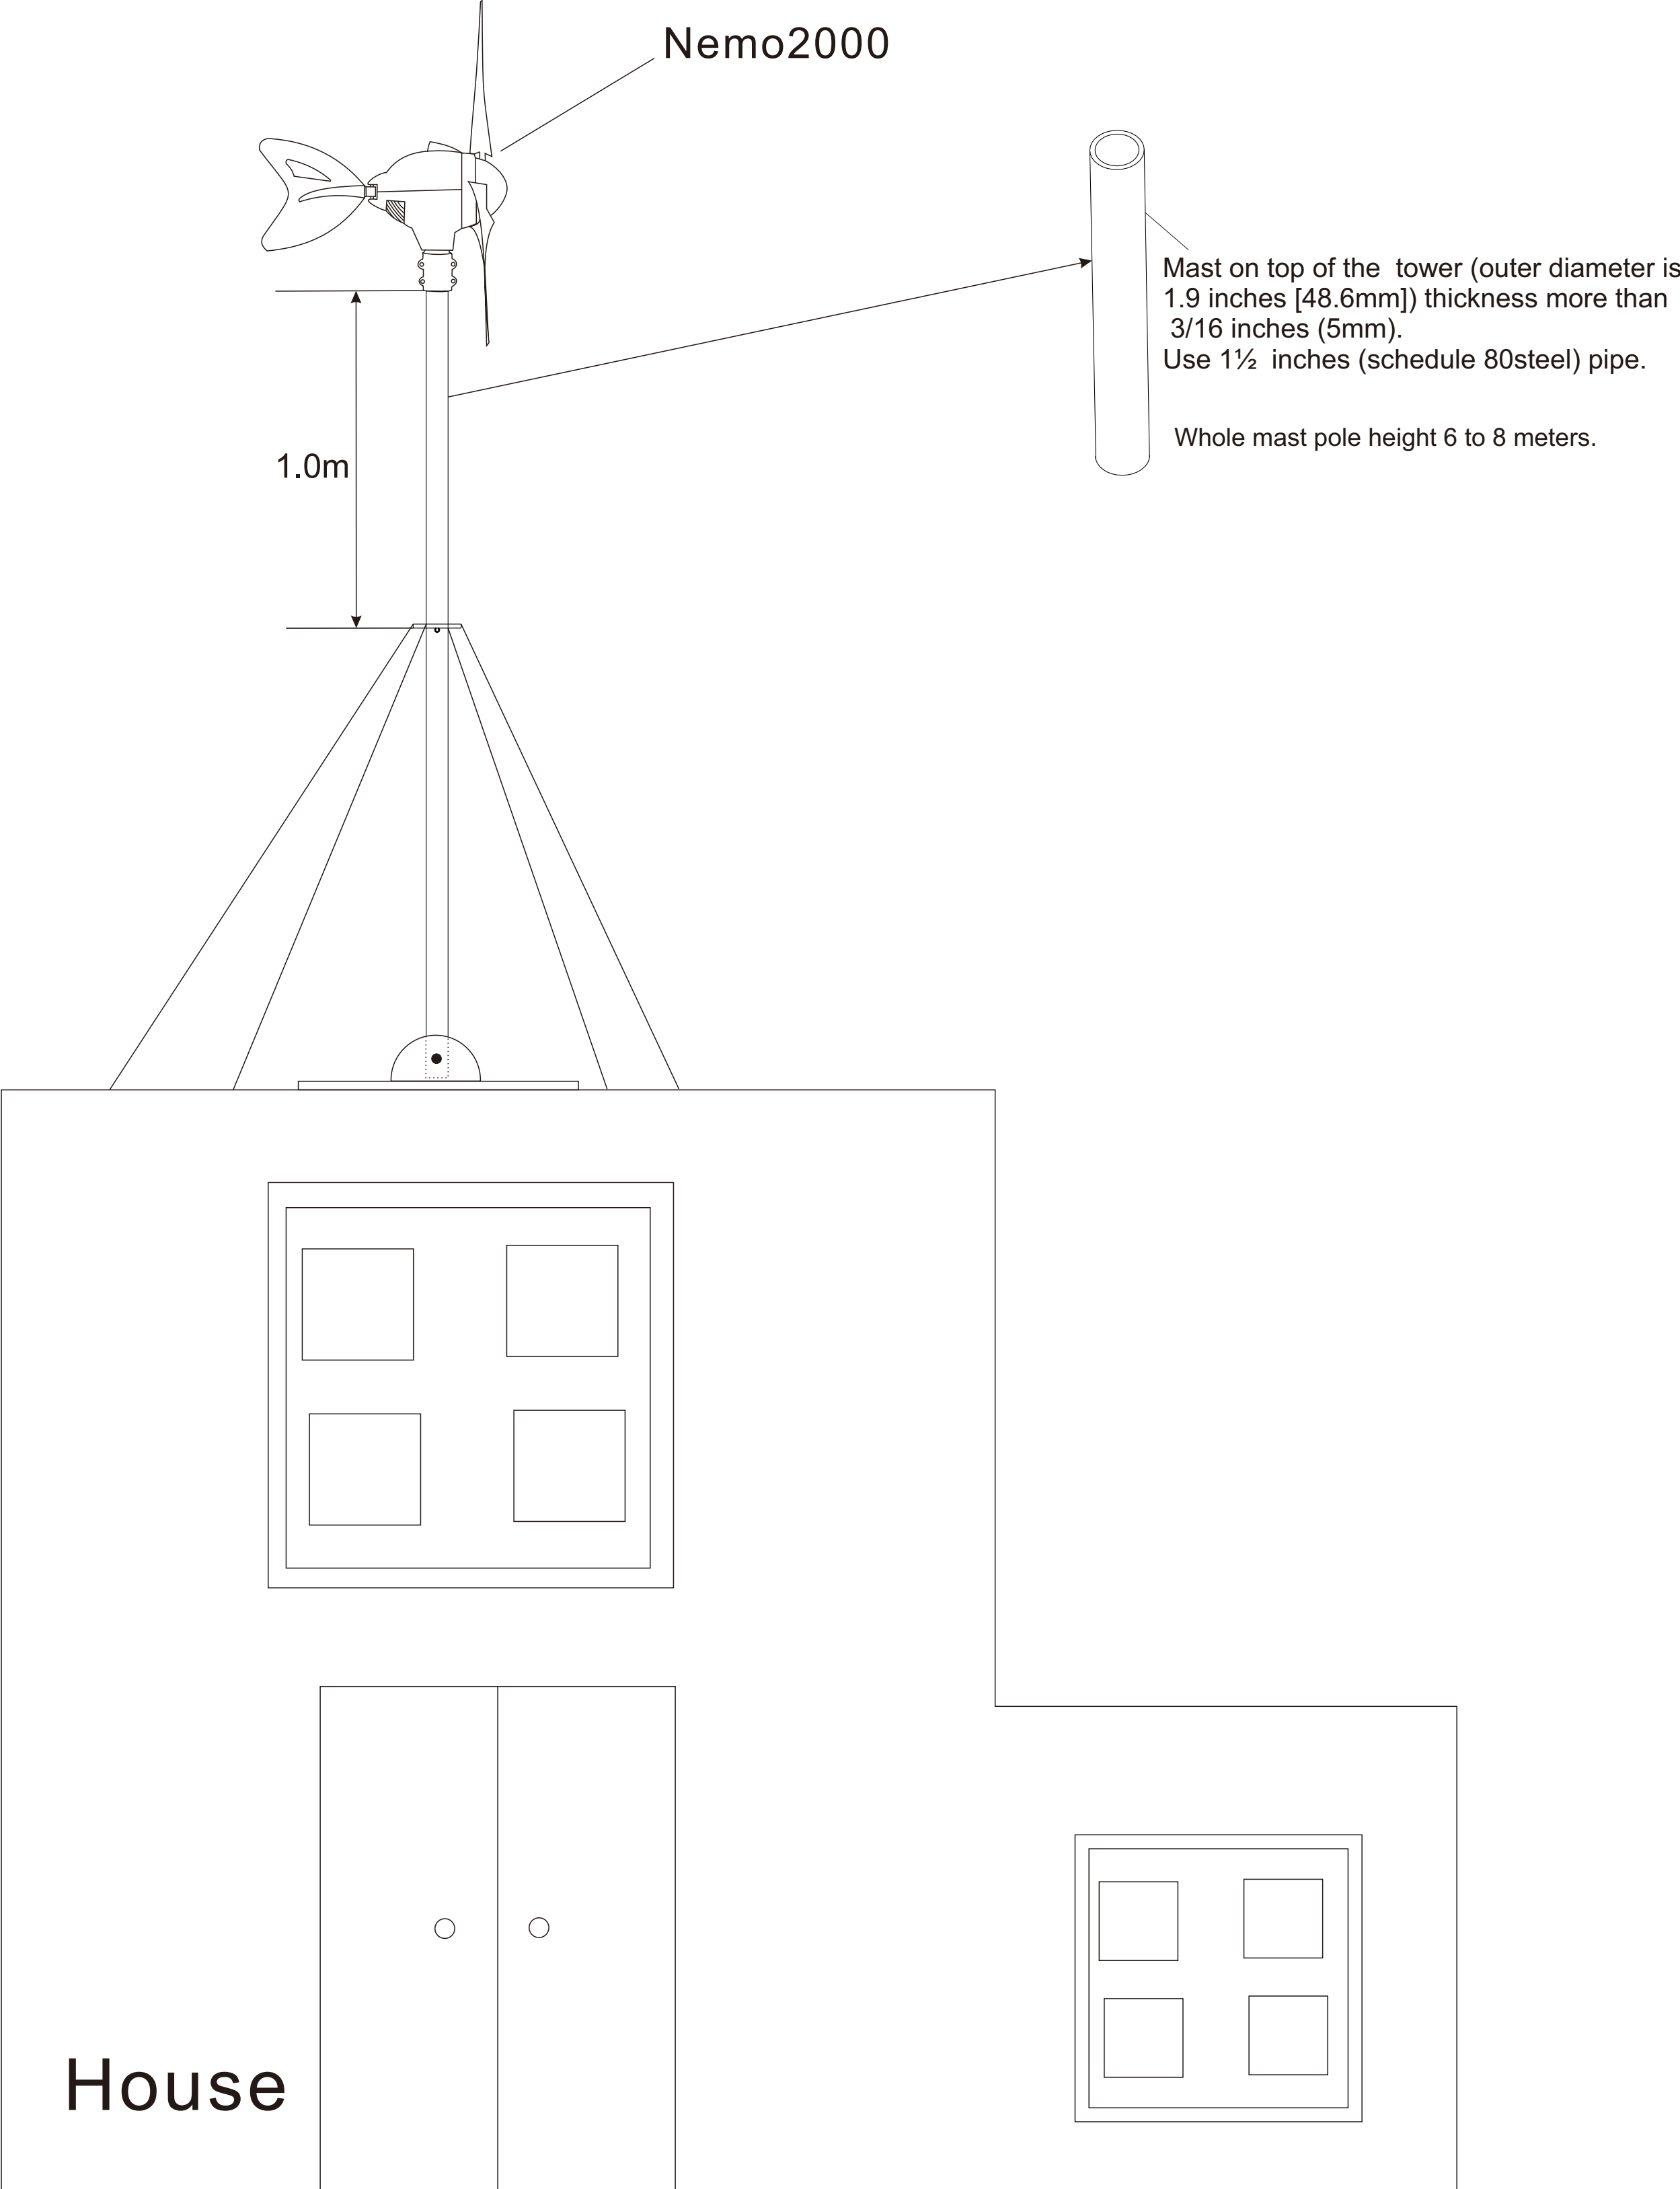 Nemo2000
Mast on top of the tower (outer diameter is
1.9 inches [48.6mm]) thickness more than
3/16 inches (5mm).
Use 1½ inches (schedule 80steel) pipe.
Whole mast pole height 6 to 8 meters.
1.0m
House